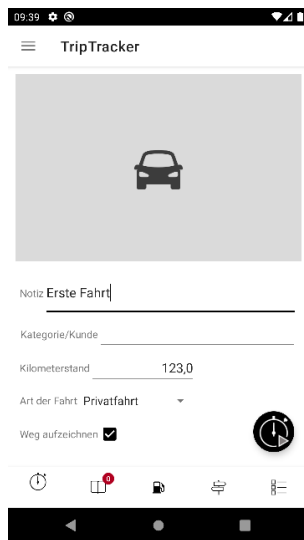 09:39
TripTracker
Notiz Erste Fahrt
Kategorie/Kunde
Kilometerstand 123,0
Art der Fahrt Privatfahrt
Weg aufzeichnen
0